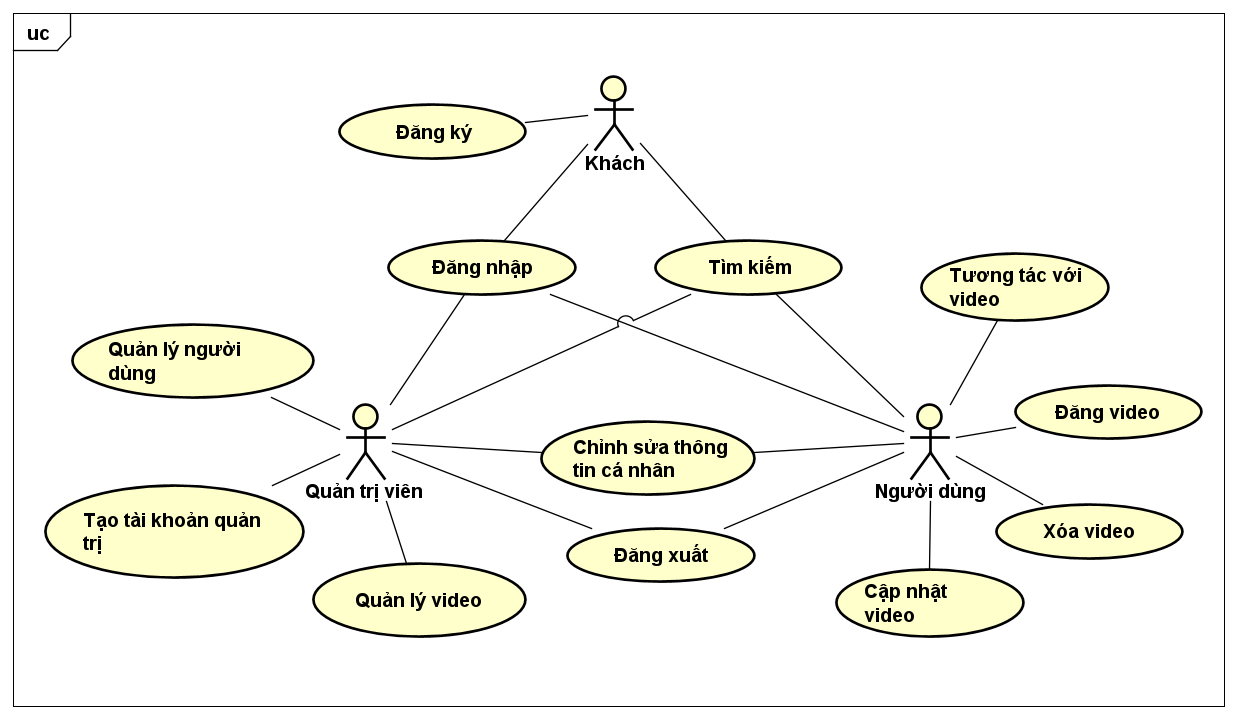 uc
Đăng ký
Khách
Đăng nhập
Tìm kiếm
Tương tác với
video
Quản lý người
dùng
Đăng video
Chỉnh sửa thông
tin cá nhân
Quản trị viên
Người dùng
Tạo tài khoản quản
trị
Xóa video
Đăng xuất
Quản lý video
Cập nhật
video